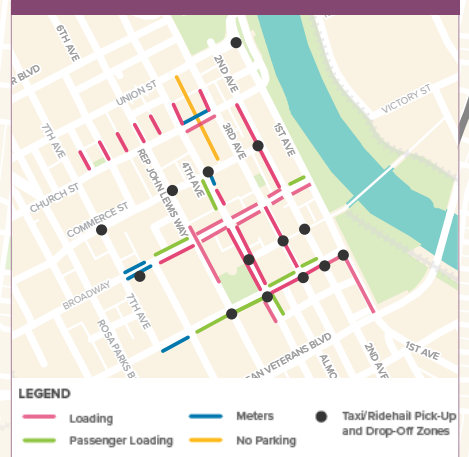 6TH AVE
R BLVD
UNION ST
2ND AVE
VICTORY ST
7TH AVE
3RD AVE
1ST AVE
REP JOHN LEWIS WAY
4TH AVE
CHURCH ST
COMMERCE ST
BROADWAY
7TH AVE
ROSA PARKS B
AN VETERANS BLVD
ALMO
2ND AVE
1ST AVE
LEGEND
Loading
Meters
Taxi/Ridehail Pick-Up
and Drop-Off Zones
Passenger Loading
No Parking